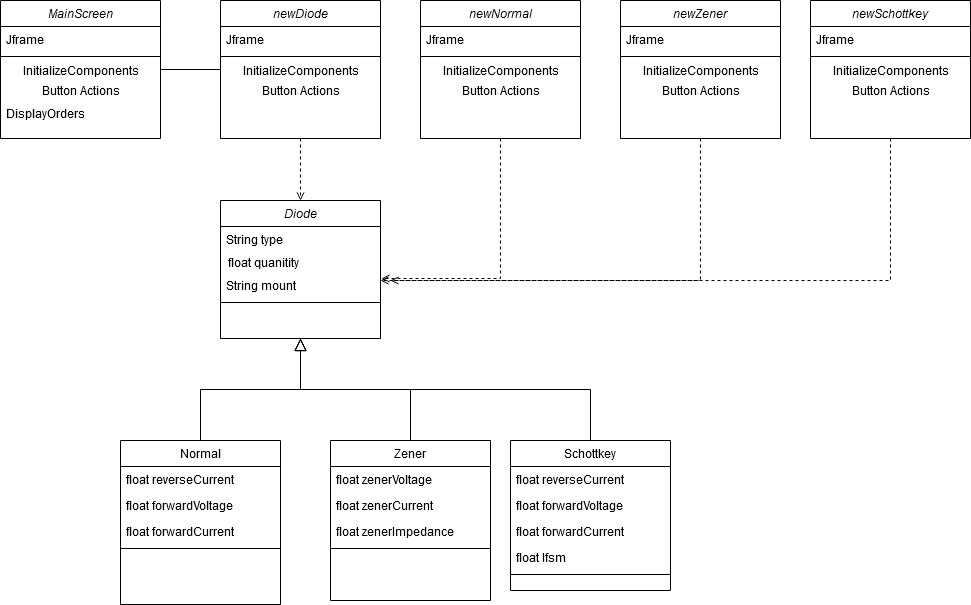 MainScreen
Jframe
InitializeComponents
Button Actions
DisplayOrders
newDiode
Jframe
InitializeComponents
Button Actions
newNormal
Jframe
InitializeComponents
Button Actions
newZener
Jframe
InitializeComponents
Button Actions
newSchottkey
Jframe
InitializeComponents
Button Actions
Diode
String type
float quanitity
String mount
Normal
float reverseCurrent
float forwardVoltage
float forwardCurrent
Zener
float zenerVoltage
float zenerCurrent
float zenerImpedance
Schottkey
float reverseCurrent
float forwardVoltage
float forwardCurrent
float Ifsm